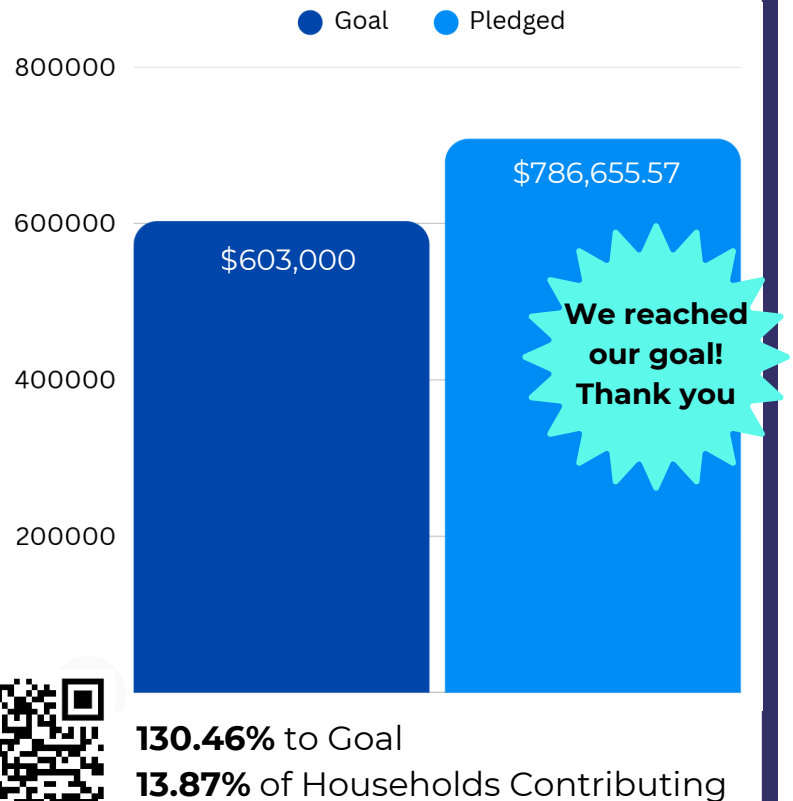 Goal Pledged
800000
$786,655.57
600000
$603,000
We reached
our goal!
Thank you
400000
200000
130.46% to Goal
13.87% of Households Contributing